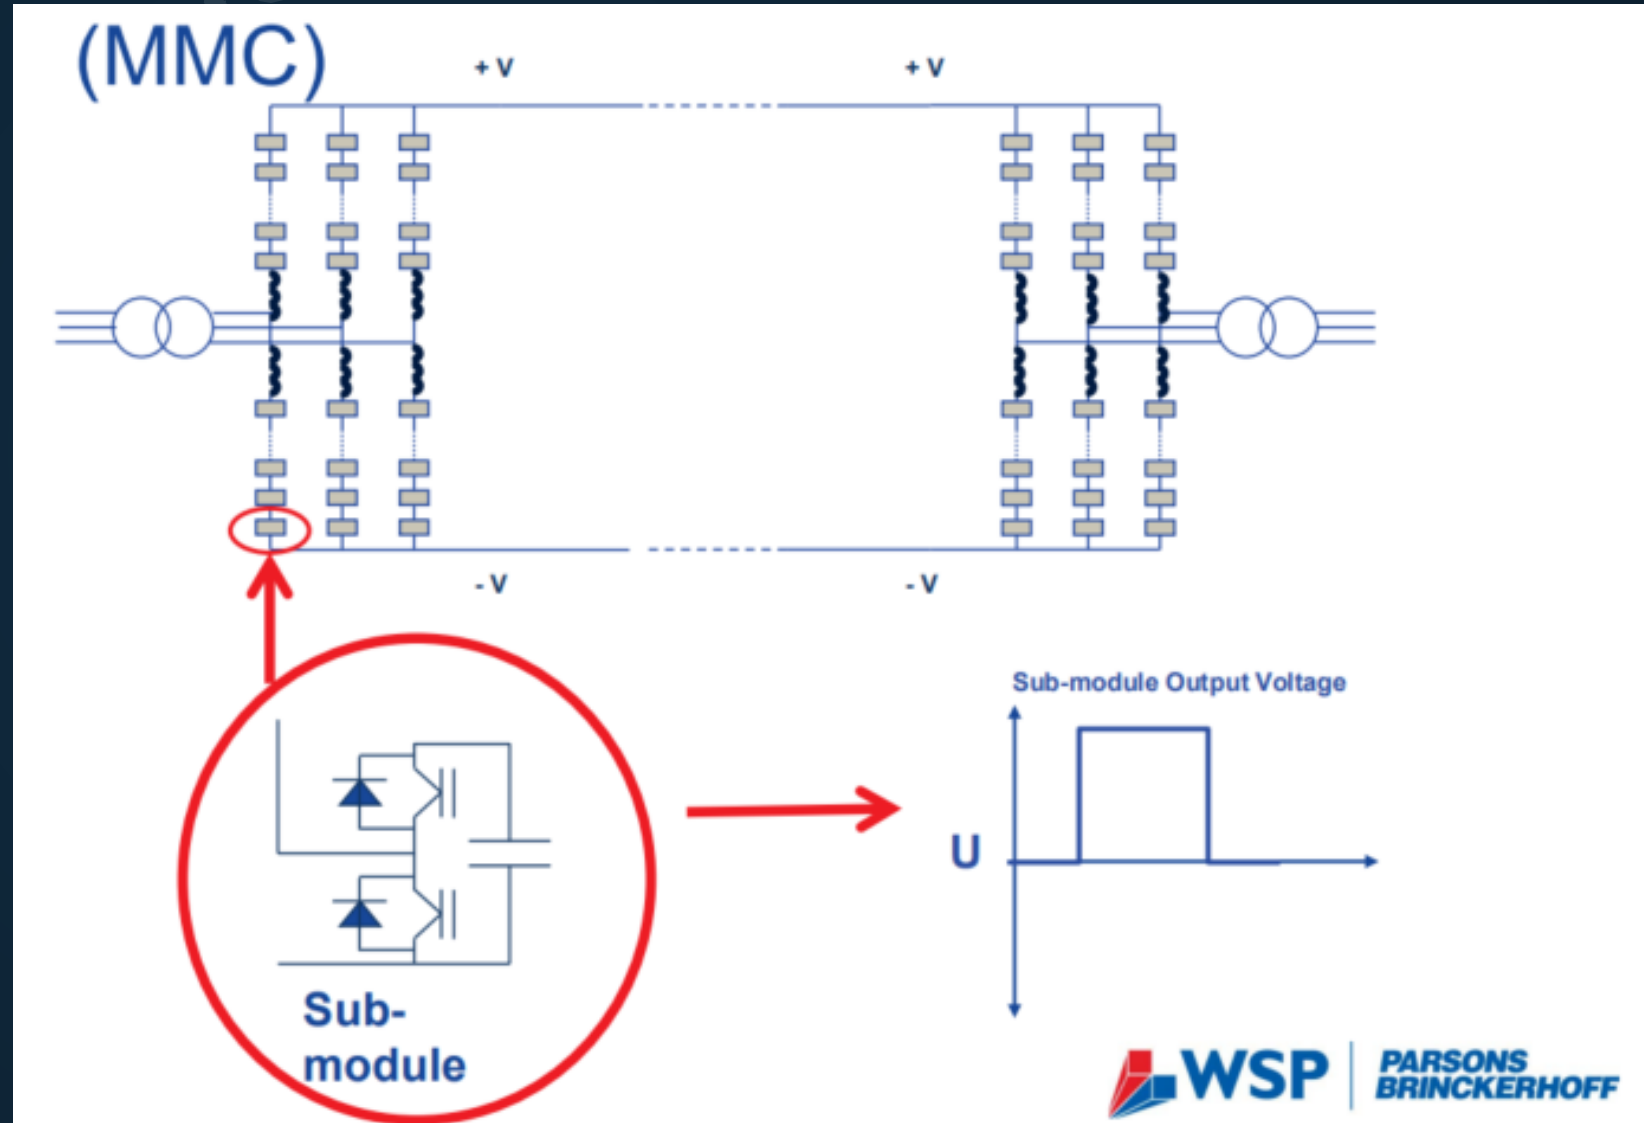 (MMC)
+ V
+ V
- V
- V
Sub-module Output Voltage
U
Sub-
module
WSP
PARSONS
BRINCKERHOFF